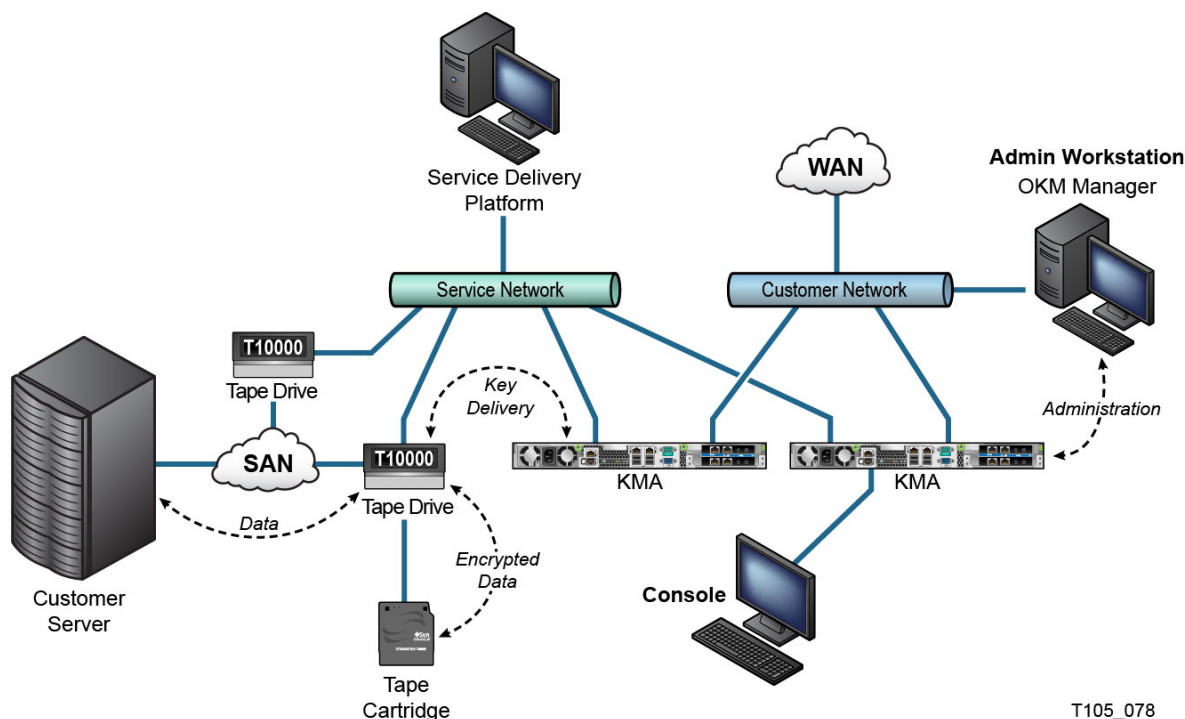 Service Delivery
Platform
WAN
Admin Workstation
OKM Manager
Service Network
Customer Network
T10000
Tape Drive
Key
Delivery
Administration
SAN
T10000
Tape Drive
KMA
KMA
Data
Encrypted
Data
Console
Customer
Server
Sun
Tape
Cartridge
T105_078